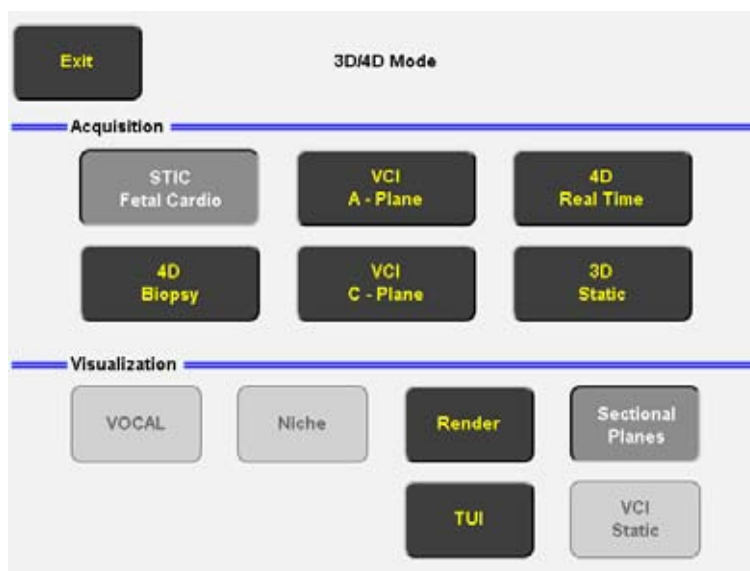 Exit
3D/4D Mode
Acquisition
STIC
Fetal Cardio
VCI
A - Plane
4D
Real Time
4D
Biopsy
VCI
C - Plane
3D
Static
Visualization
VOCAL
Niche
Render
Sectional
Planes
TUI
VCI
Static